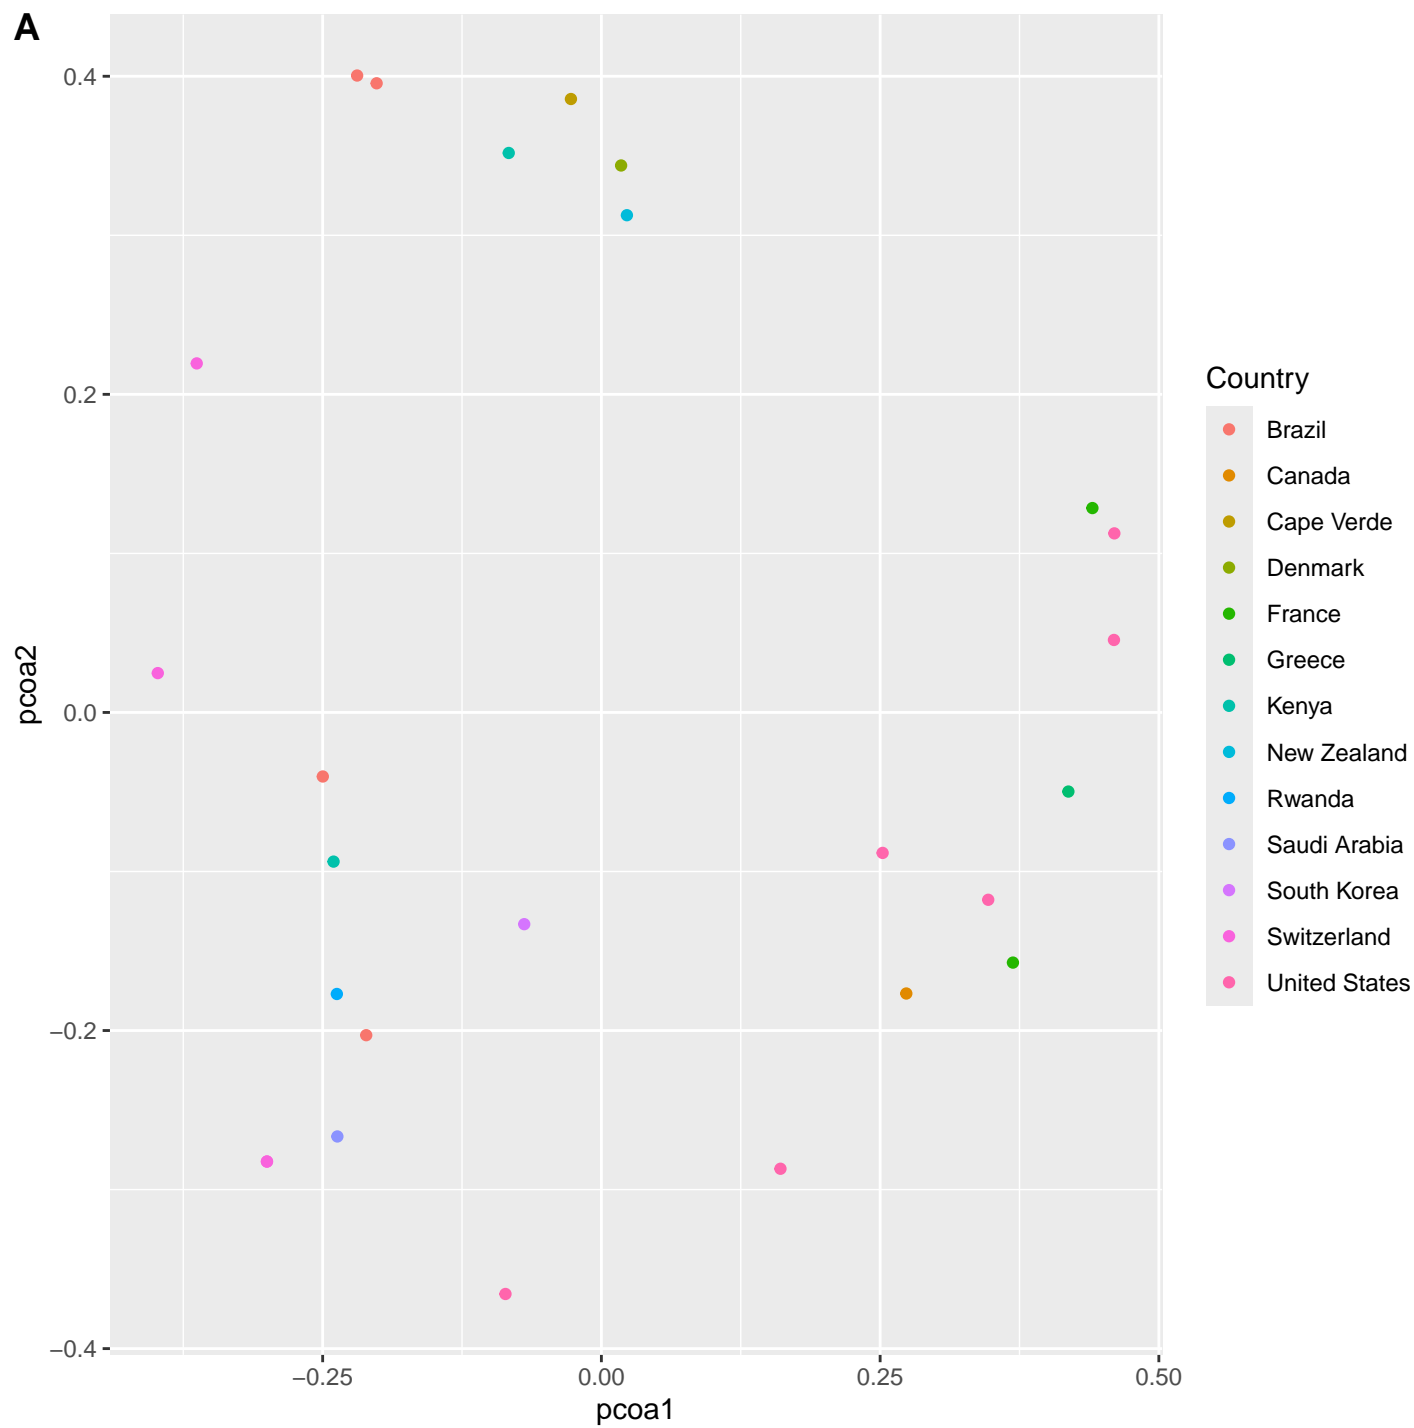 A
0.4
0.2
0.0
−0.2
−0.4
pcoa2
−0.25
0.00
0.25
0.50
pcoa1
Country
Brazil
Canada
Cape Verde
Denmark
France
Greece
Kenya
New Zealand
Rwanda
Saudi Arabia
South Korea
Switzerland
United States